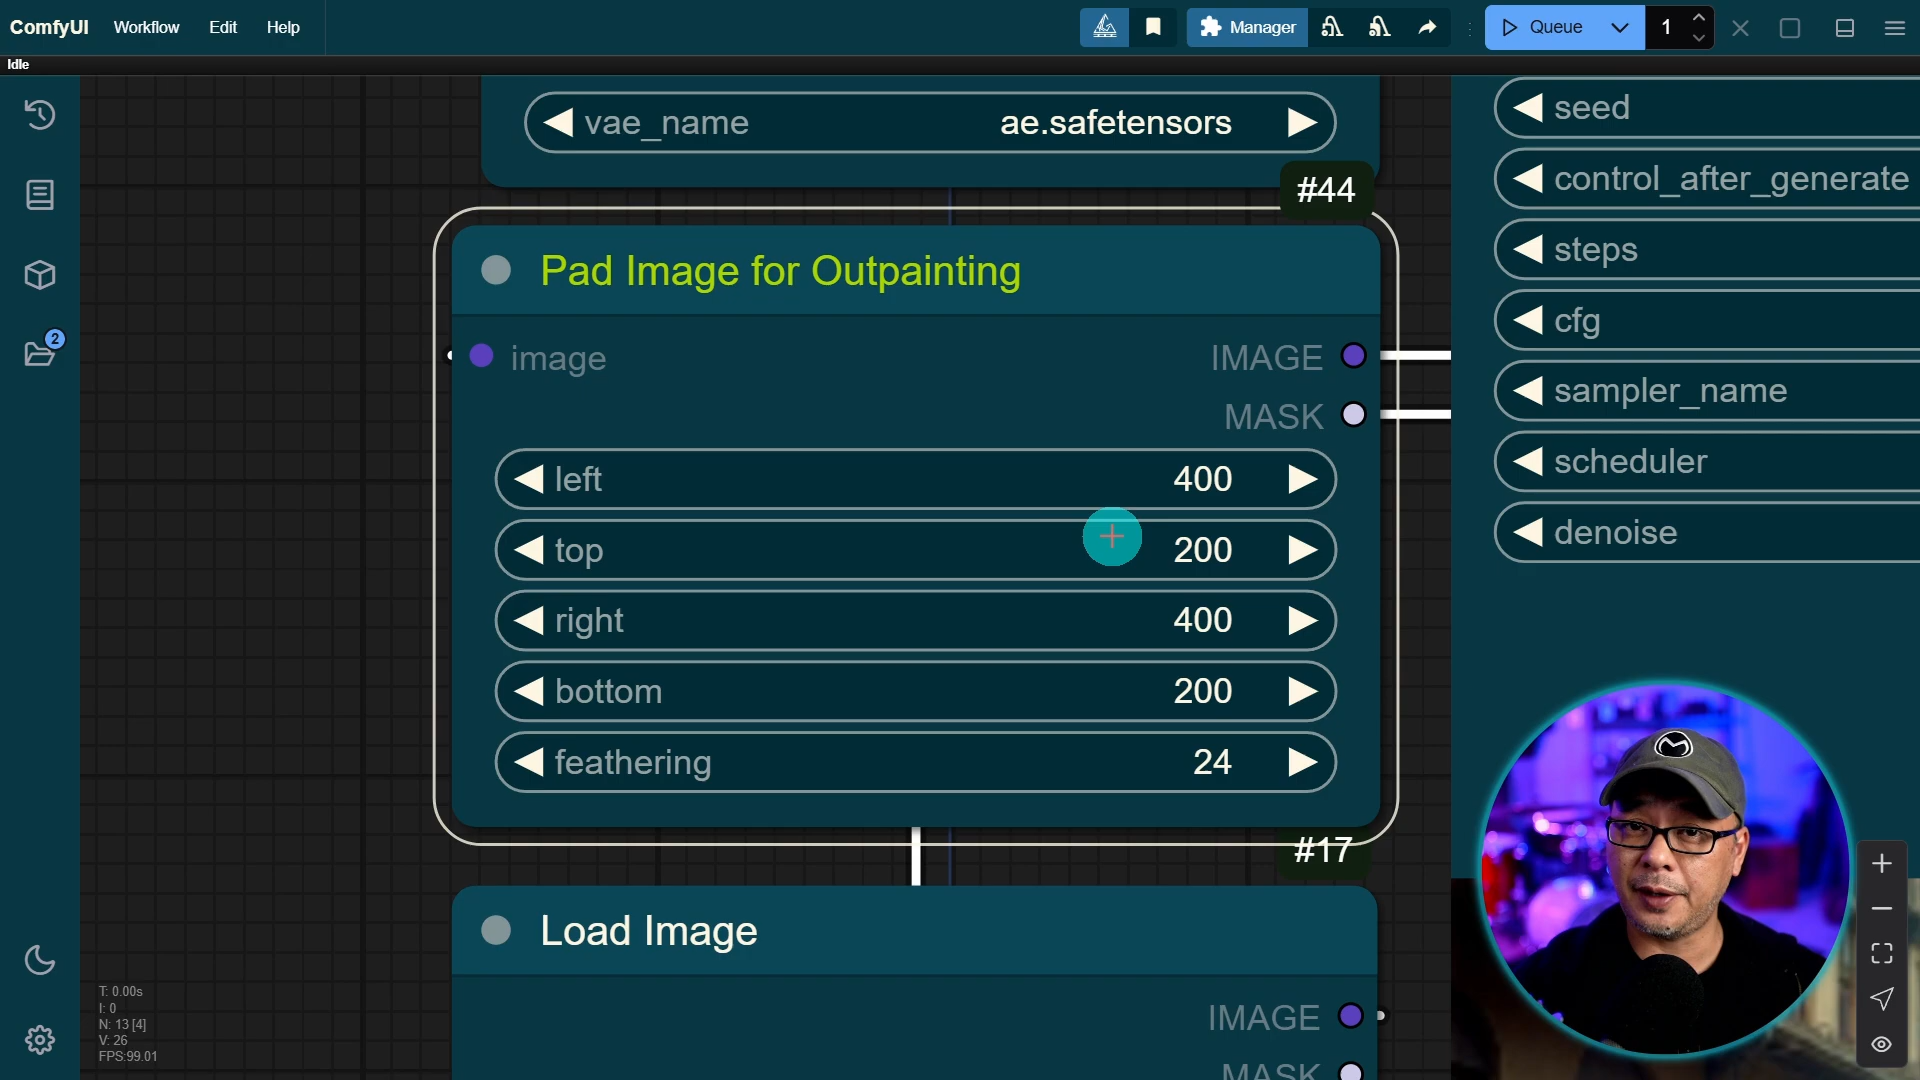 ComfyUI Workflow Edit Help Manager Queue 1
Idle
vae_name ae.safetensors
#44
Pad Image for Outpainting
image IMAGE
MASK
left 400
top 200
right 400
bottom 200
feathering 24
#17
Load Image
IMAGE
MASK
seed
control_after_generate
steps
cfg
sampler_name
scheduler
denoise
2
T: 0.00s
I: 0
N: 13 [4]
V: 26
FPS:99.01